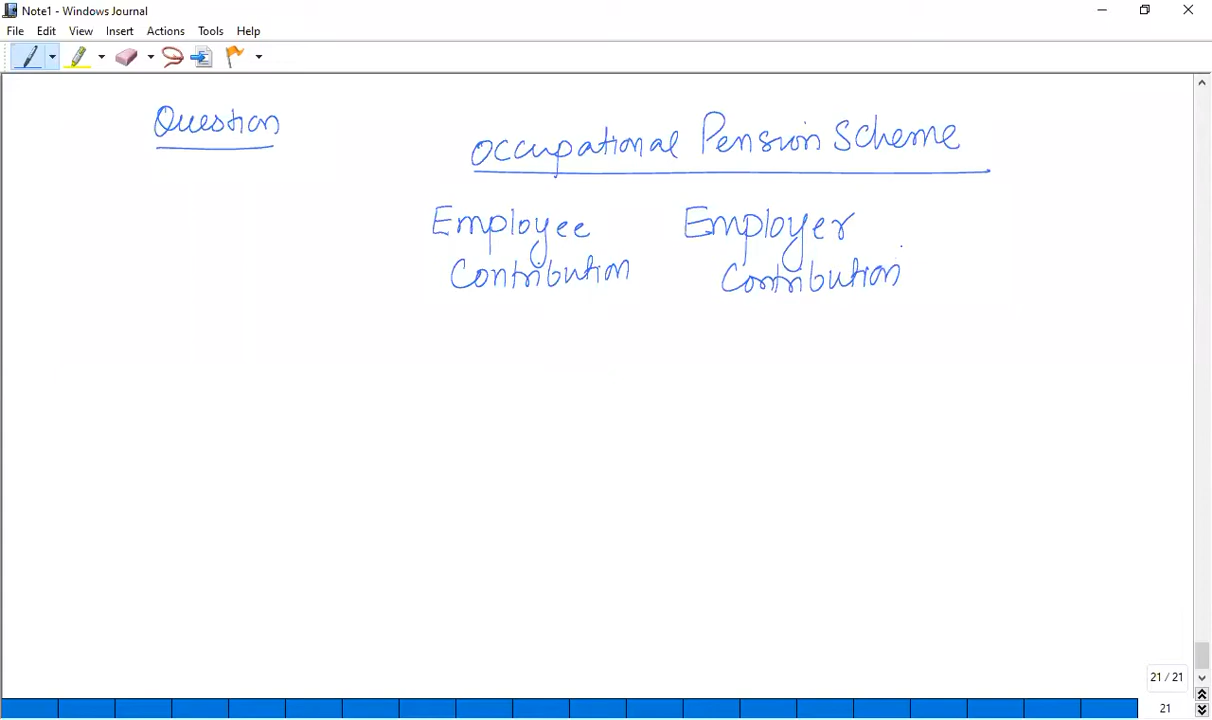 Note1 - Windows Journal
File Edit View Insert Actions Tools Help
Question
Occupational Pension Scheme
Employee Employer
Contribution Contribution
21 / 21
21